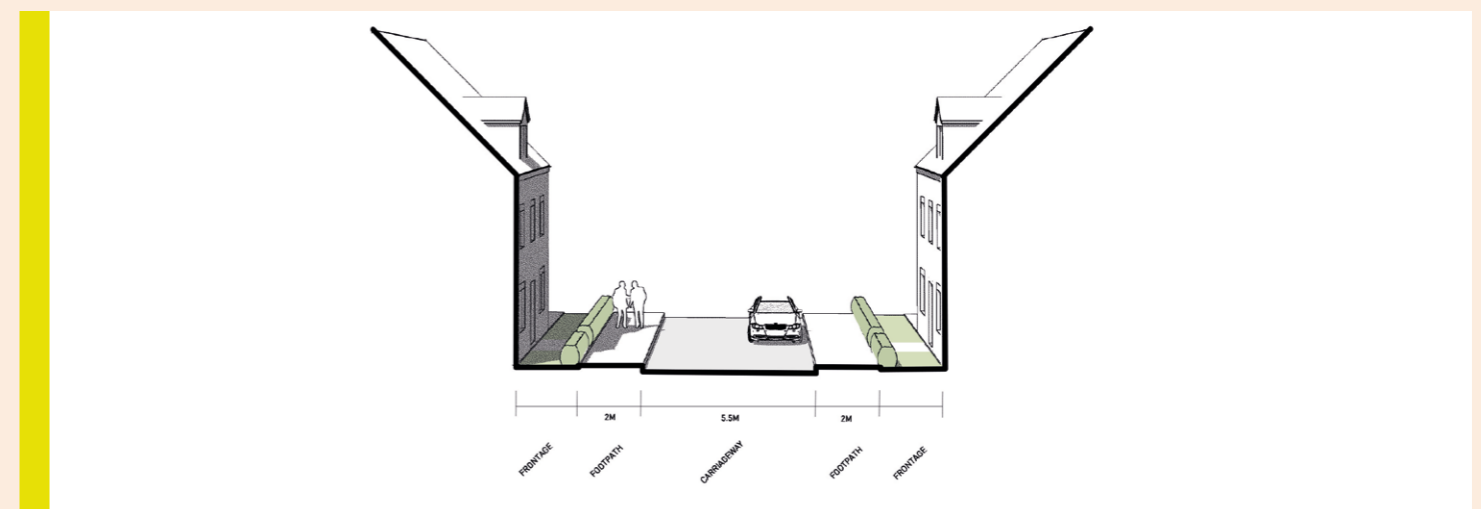 2M
5.5M
2M
FRONTAGE
FOOTPATH
CARRIAGEWAY
FOOTPATH
FRONTAGE